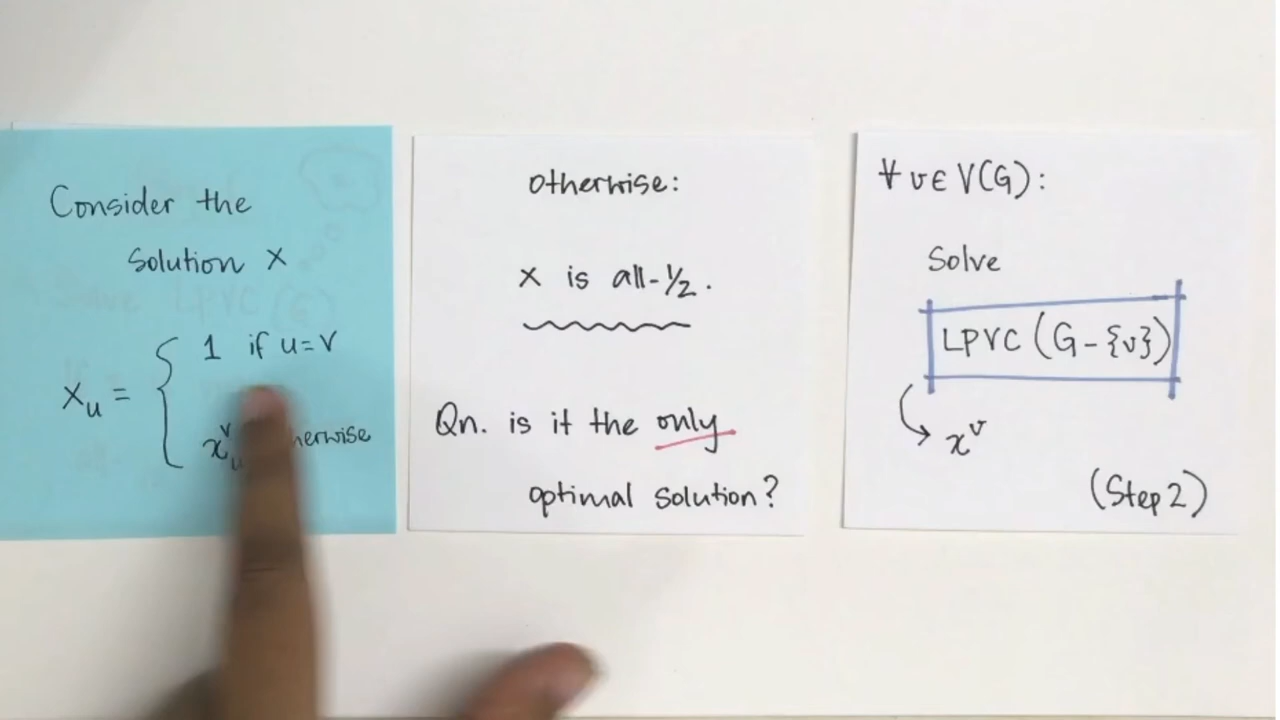 Consider the
Solution x
x_u = { 1 if u=v
x^v_u
otherwise:
x is all-1/2.
Qn. is it the only
optimal solution?
∀ v ∈ V(G):
Solve
LPVC (G-{v})
x^v
(Step 2)